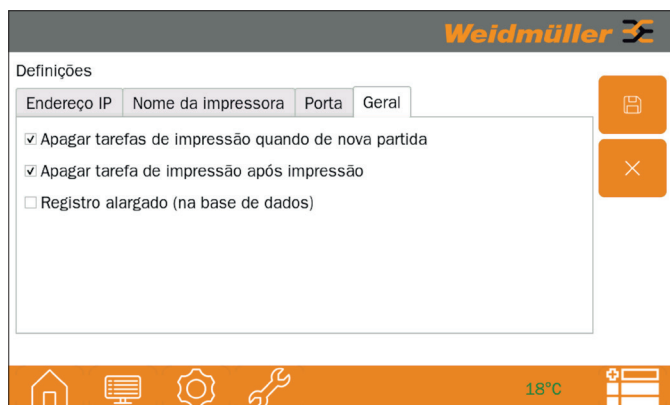 Weidmüller
Definições
Endereço IP Nome da impressora Porta Geral
Apagar tarefas de impressão quando de nova partida
Apagar tarefa de impressão após impressão
Registro alargado (na base de dados)
18°C